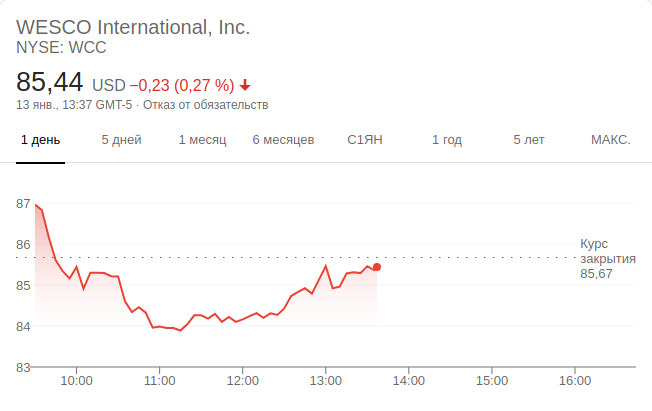 WESCO International, Inc.
NYSE: WCC
85,44 USD −0,23 (0,27 %)
13 янв., 13:37 GMT-5 · Отказ от обязательств
1 день 5 дней 1 месяц 6 месяцев С1ЯН 1 год 5 лет МАКС.
87
86
Курс
закрытия
85,67
85
84
83
10:00 11:00 12:00 13:00 14:00 15:00 16:00